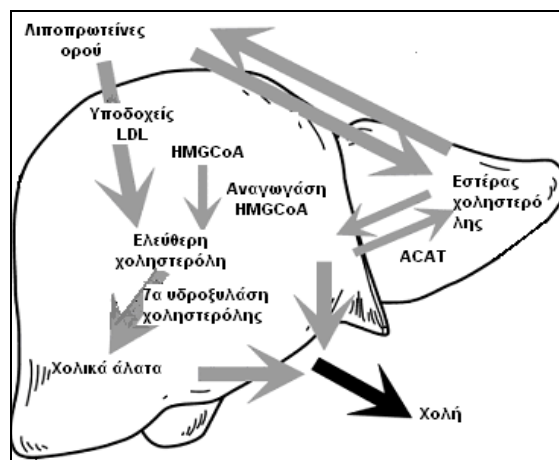 Λιποπρωτείνες
ορού
Υποδοχείς
LDL
HMGCoA
Αναγωγάση
HMGCoA
Εστέρας
χοληστερό
λης
ACAT
Ελεύθερη
χοληστερόλη
7α υδροξυλάση
χοληστερόλης
Χολικά άλατα
Χολή